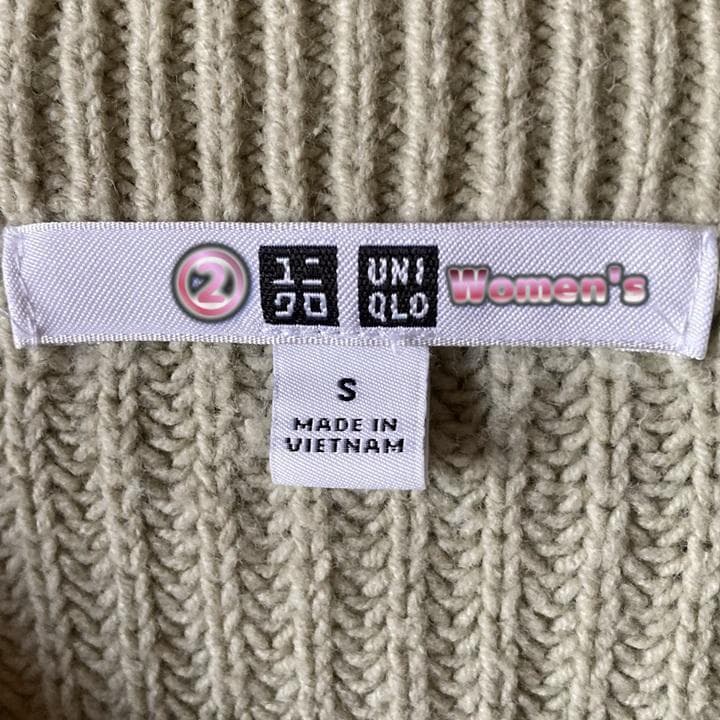 ② ユニ UNI Women's
クロ QLO
S
MADE IN
VIETNAM